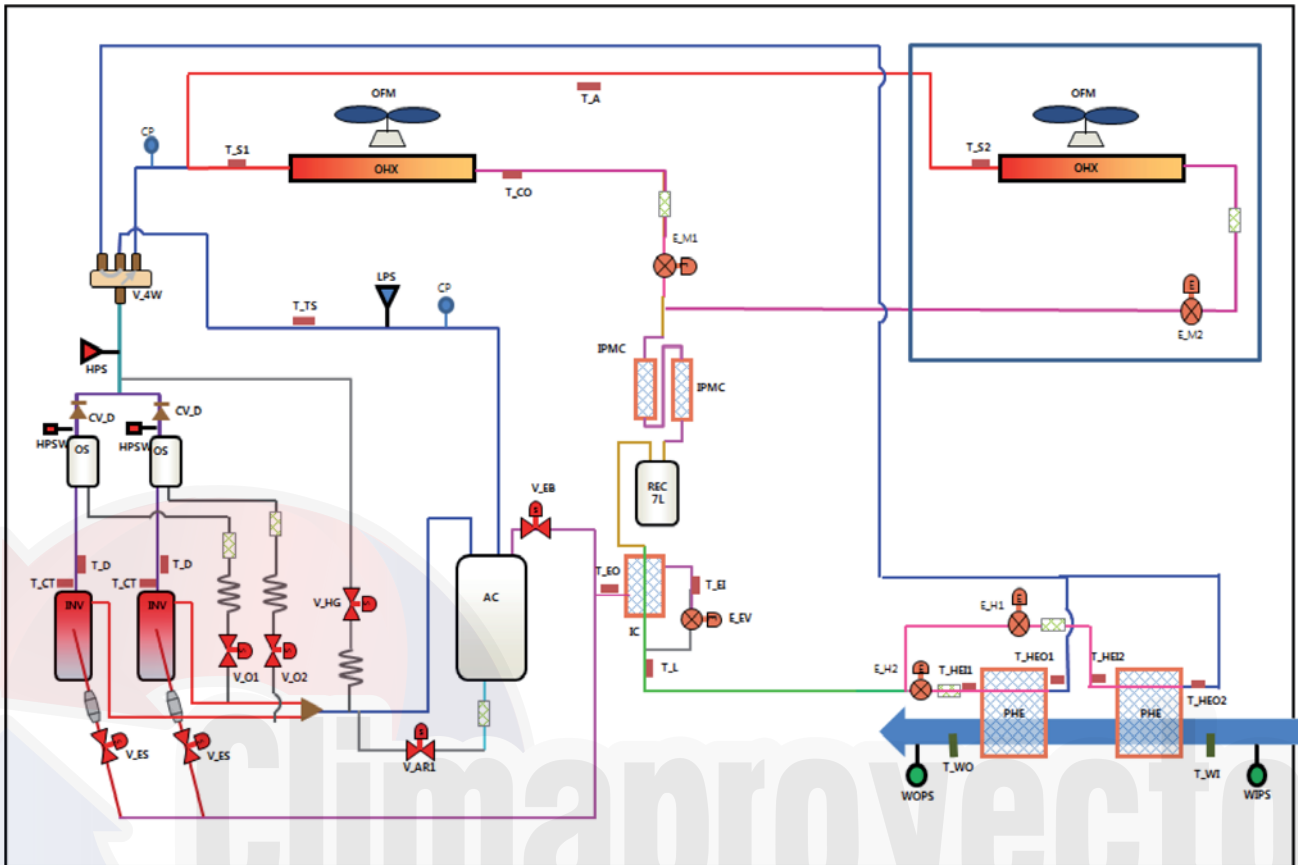 OFM
OFM
T_A
CP
T_S1
T_S2
OHX
OHX
T_CO
E_M1
V_4W
LPS
CP
T_TS
E
E_M2
HPS
IPMC
IPMC
CV_D
CV_D
HPSW
HPSW
OS
OS
REC
7L
V_EB
S
T_D
T_D
T_CT
T_CT
T_EO
T_EI
INV
INV
V_HG
S
AC
E_EV
IC
E_H1
E
S
S
V_O1
V_O2
T_L
E_H2
E
T_HEI1
T_HEO1
T_HEI2
T_HEO2
PHE
PHE
V_ES
V_ES
S
V_AR1
T_WO
T_WI
WOPS
WIPS
Climaproyecto